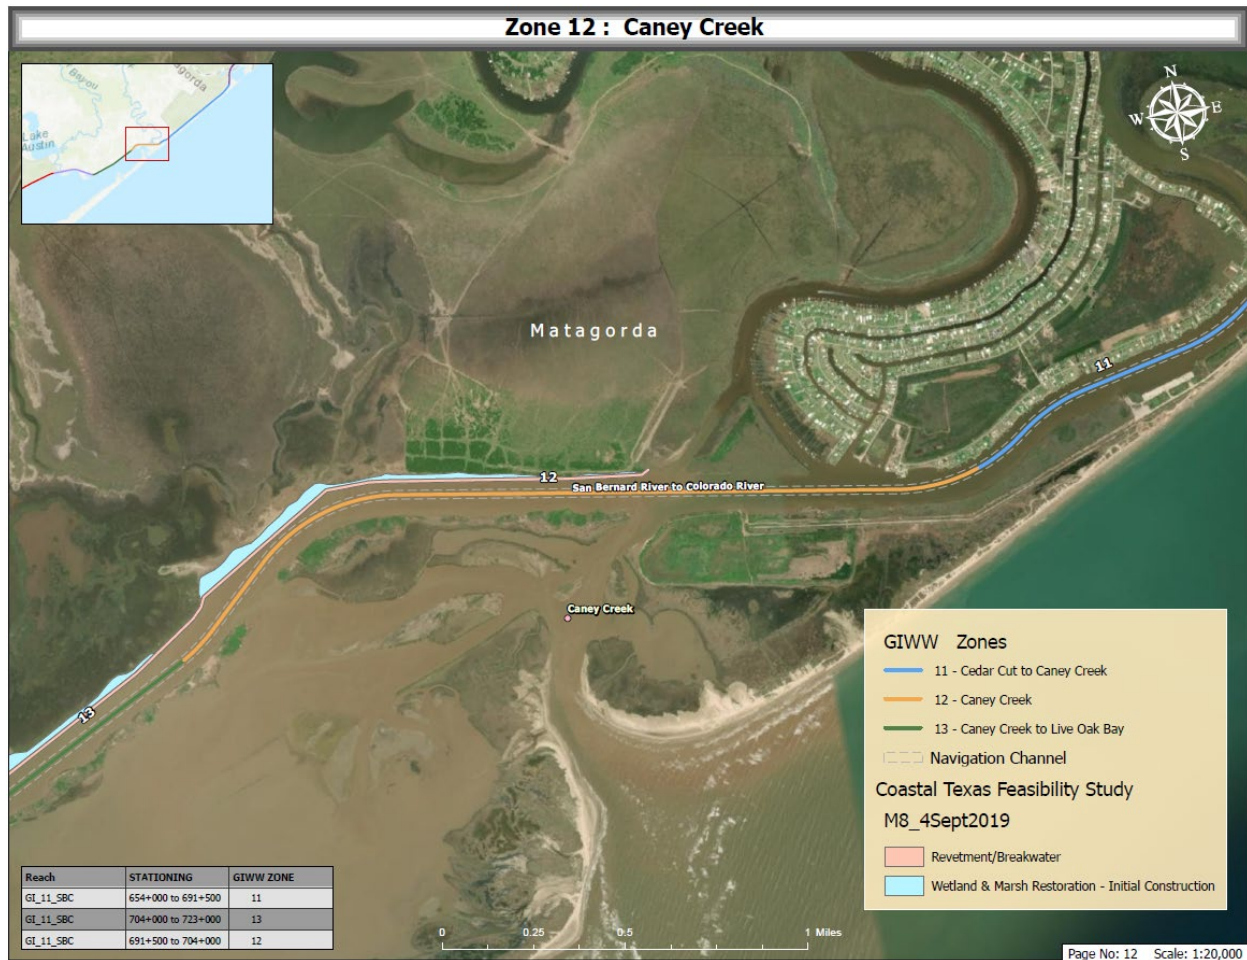 Zone 12 : Caney Creek
Bayou
agorda
Lake
Austin
N
W
E
S
Matagorda
11
12
San Bernard River to Colorado River
Caney Creek
13
GIWW Zones
11 - Cedar Cut to Caney Creek
12 - Caney Creek
13 - Caney Creek to Live Oak Bay
Navigation Channel
Coastal Texas Feasibility Study
M8_4Sept2019
Revetment/Breakwater
Wetland & Marsh Restoration - Initial Construction
Reach STATIONING GIWW ZONE
GI_11_SBC 654+000 to 691+500 11
GI_11_SBC 704+000 to 723+000 13
GI_11_SBC 691+500 to 704+000 12
0 0.25 0.5 1 Miles
Page No: 12 Scale: 1:20,000